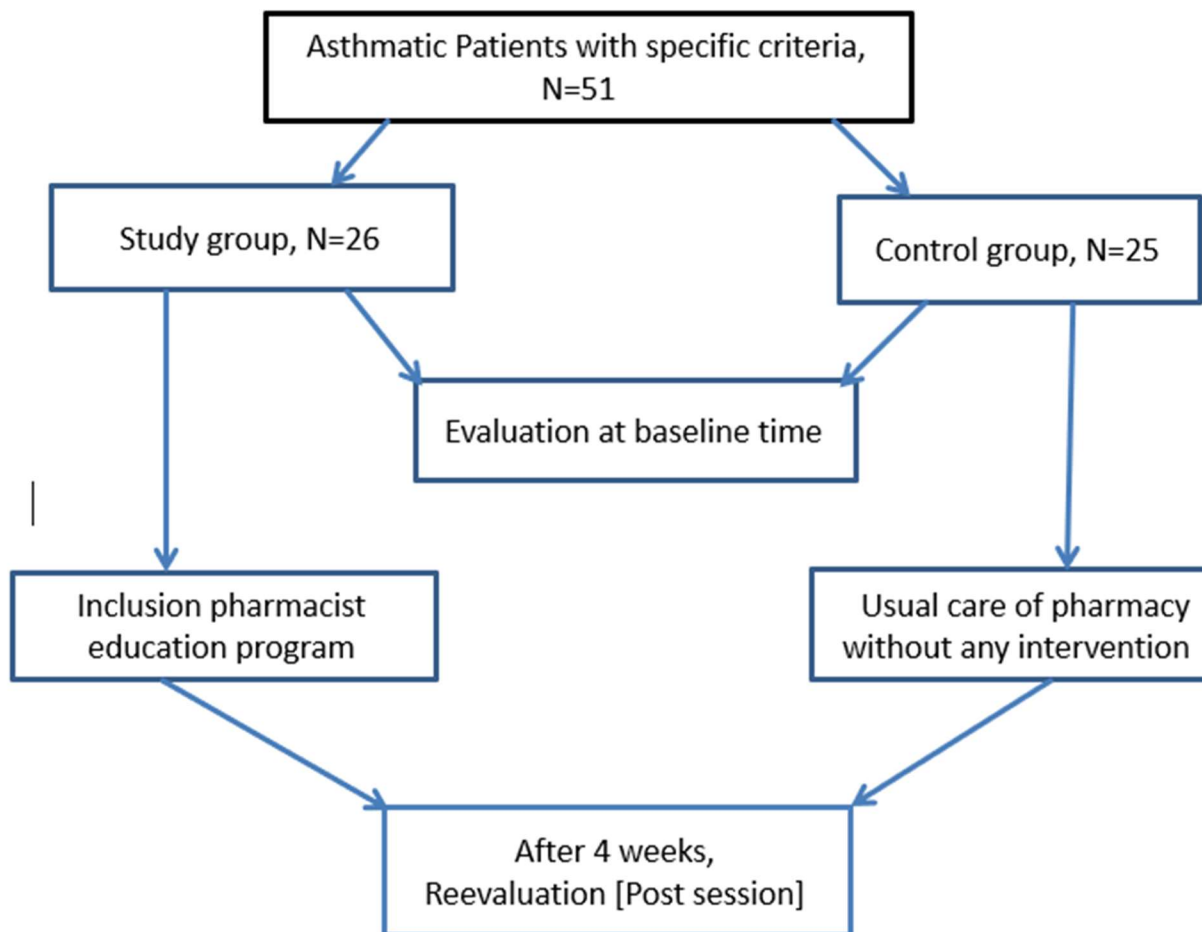 Asthmatic Patients with specific criteria,
N=51
Study group, N=26
Control group, N=25
Evaluation at baseline time
Inclusion pharmacist
education program
Usual care of pharmacy
without any intervention
After 4 weeks,
Reevaluation [Post session]